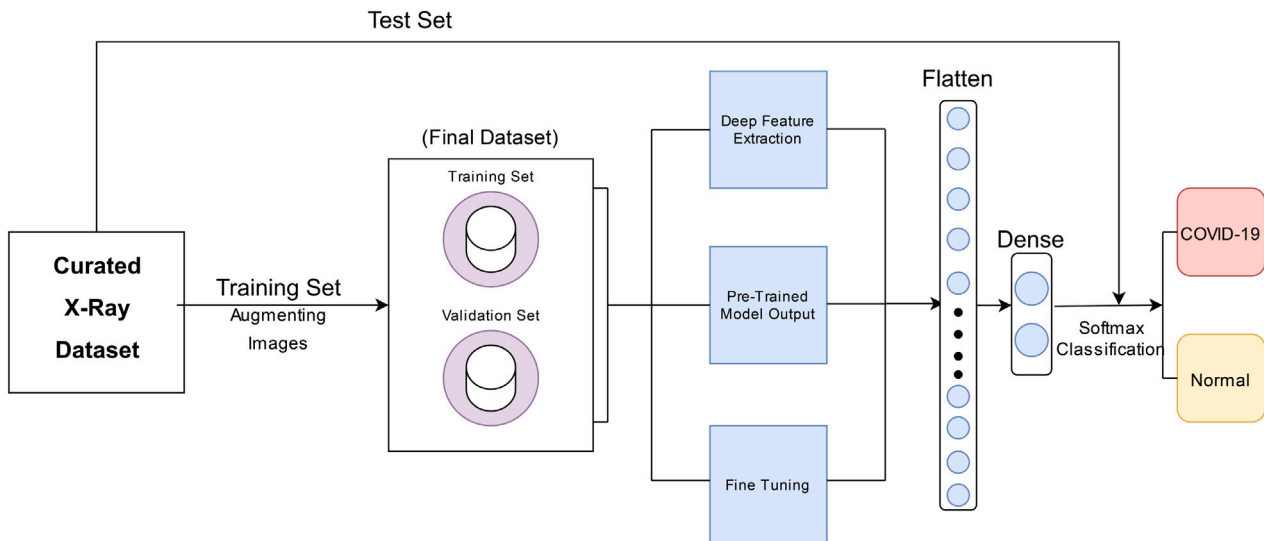 Test Set
Curated
X-Ray
Dataset
Training Set
Augmenting
Images
(Final Dataset)
Training Set
Validation Set
Deep Feature
Extraction
Pre-Trained
Model Output
Fine Tuning
Flatten
Dense
Softmax
Classification
COVID-19
Normal